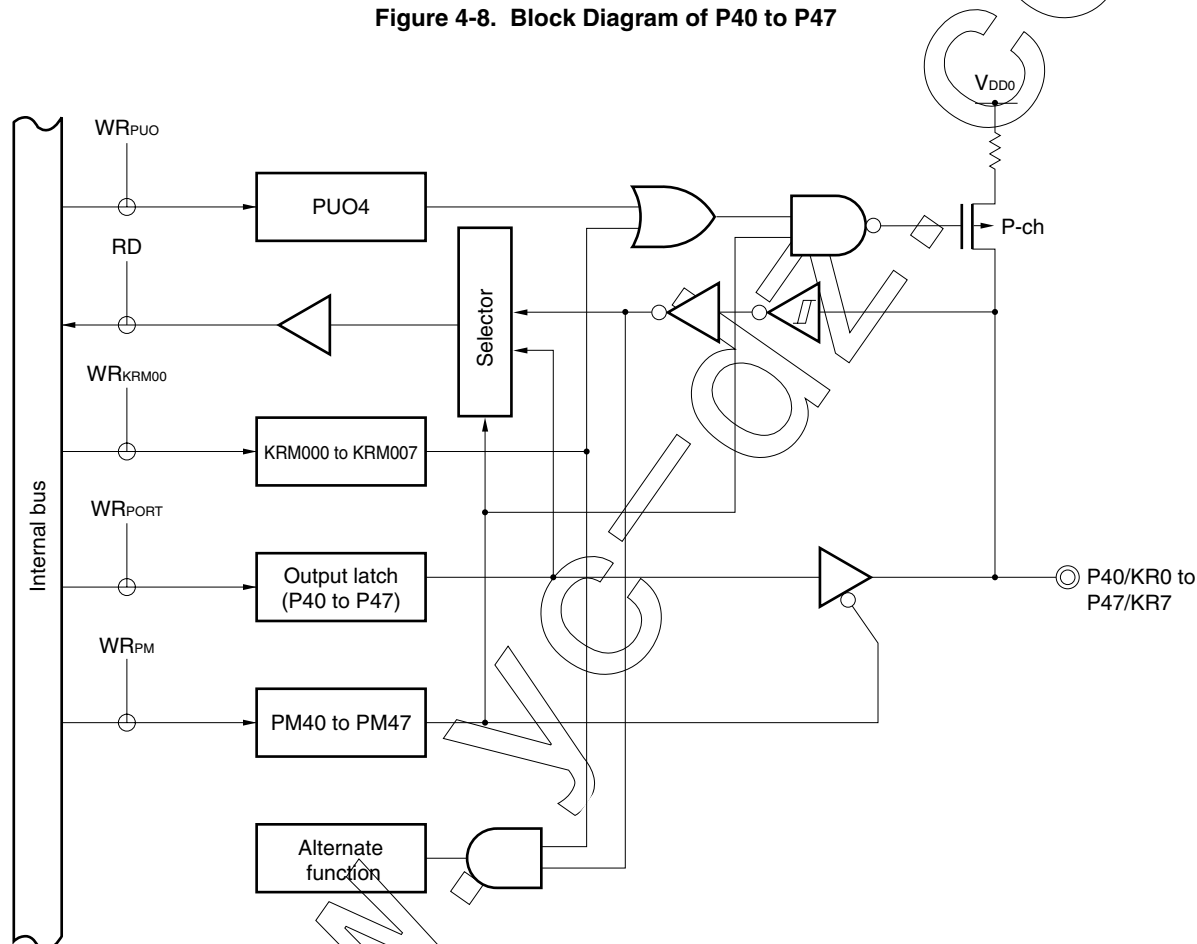 Figure 4-8. Block Diagram of P40 to P47
VDD0
WRPUO
PUO4
P-ch
RD
Selector
WRKRM00
KRM000 to KRM007
WRPORT
Internal bus
Output latch
(P40 to P47)
P40/KR0 to
P47/KR7
WRPM
PM40 to PM47
Alternate
function